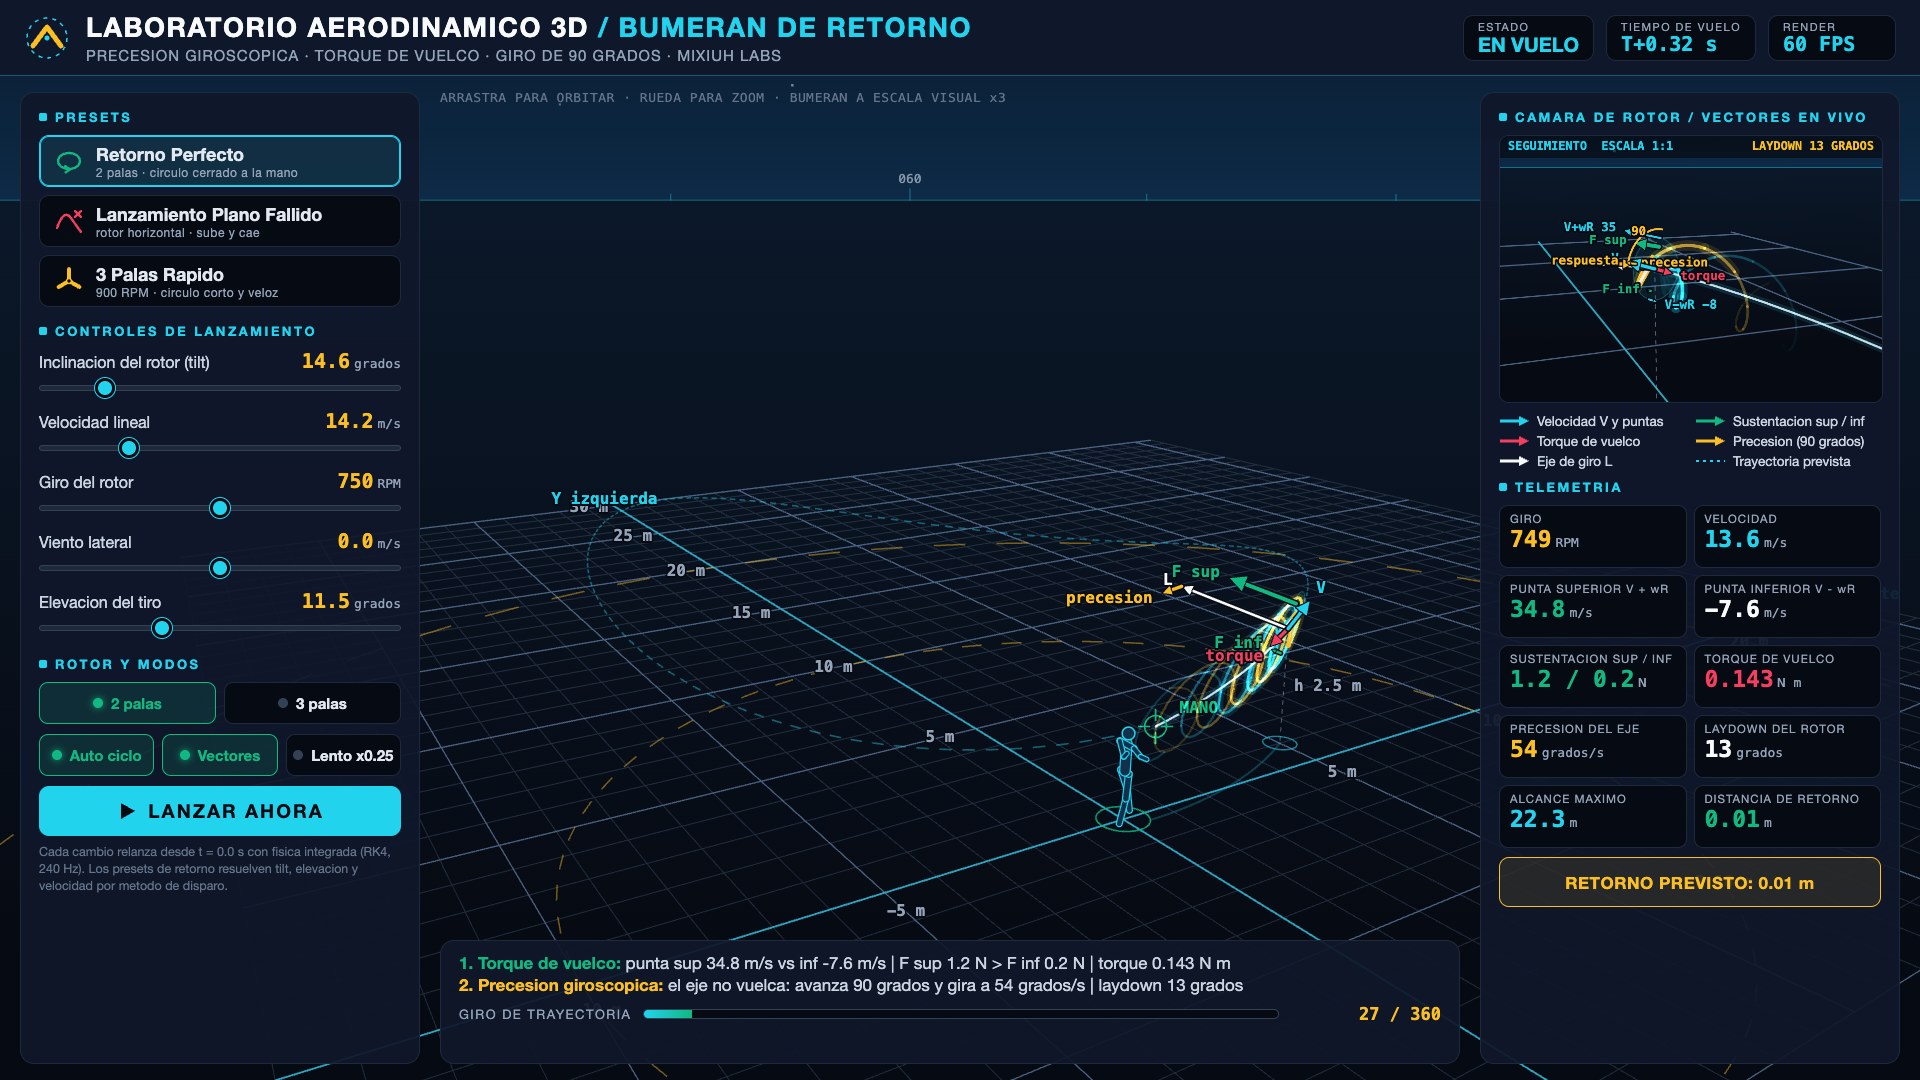 LABORATORIO AERODINAMICO 3D / BUMERAN DE RETORNO
PRECESION GIROSCOPICA · TORQUE DE VUELO · GIRO DE 90 GRADOS · MIXIUH LABS
ESTADO
EN VUELO
TIEMPO DE VUELO
T+0.32 s
RENDER
60 FPS
PRESETS
Retorno Perfecto
2 palas · circulo cerrado a la mano
Lanzamiento Plano Fallido
rotor horizontal · sube y cae
3 Palas Rapido
900 RPM · circulo corto y veloz
CONTROLES DE LANZAMIENTO
Inclinacion del rotor (tilt) 14.6 grados
Velocidad lineal 14.2 m/s
Giro del rotor 750 RPM
Viento lateral 0.0 m/s
Elevacion del tiro 11.5 grados
ROTOR Y MODOS
2 palas
3 palas
Auto ciclo
Vectores
Lento x0.25
LANZAR AHORA
Cada cambio relanza desde t = 0.0 s con fisica integrada (RK4,
240 Hz). Los presets de retorno resuelven tilt, elevacion y
velocidad por metodo de disparo.
ARRASTRA PARA ORBITAR · RUEDA PARA ZOOM · BUMERAN A ESCALA VISUAL x3
060
Y izquierda
30 m
25 m
20 m
15 m
10 m
5 m
−5 m
5 m
L
F sup
V
precesion
F inf
torque
h 2.5 m
MANO
1. Torque de vuelco: punta sup 34.8 m/s vs inf -7.6 m/s | F sup 1.2 N > F inf 0.2 N | torque 0.143 N m
2. Precesion giroscopica: el eje no vuelca: avanza 90 grados y gira a 54 grados/s | laydown 13 grados
GIRO DE TRAYECTORIA
27 / 360
CAMARA DE ROTOR / VECTORES EN VIVO
SEGUIMIENTO ESCALA 1:1
LAYDOWN 13 GRADOS
V+wR 35
90
F sup
respuesta
precesion
torque
F inf
V−wR −8
Velocidad V y puntas
Sustentacion sup / inf
Torque de vuelco
Precesion (90 grados)
Eje de giro L
Trayectoria prevista
TELEMETRIA
GIRO
749 RPM
VELOCIDAD
13.6 m/s
PUNTA SUPERIOR V + wR
34.8 m/s
PUNTA INFERIOR V - wR
−7.6 m/s
SUSTENTACION SUP / INF
1.2 / 0.2 N
TORQUE DE VUELCO
0.143 N m
PRECESION DEL EJE
54 grados/s
LAYDOWN DEL ROTOR
13 grados
ALCANCE MAXIMO
22.3 m
DISTANCIA DE RETORNO
0.01 m
RETORNO PREVISTO: 0.01 m